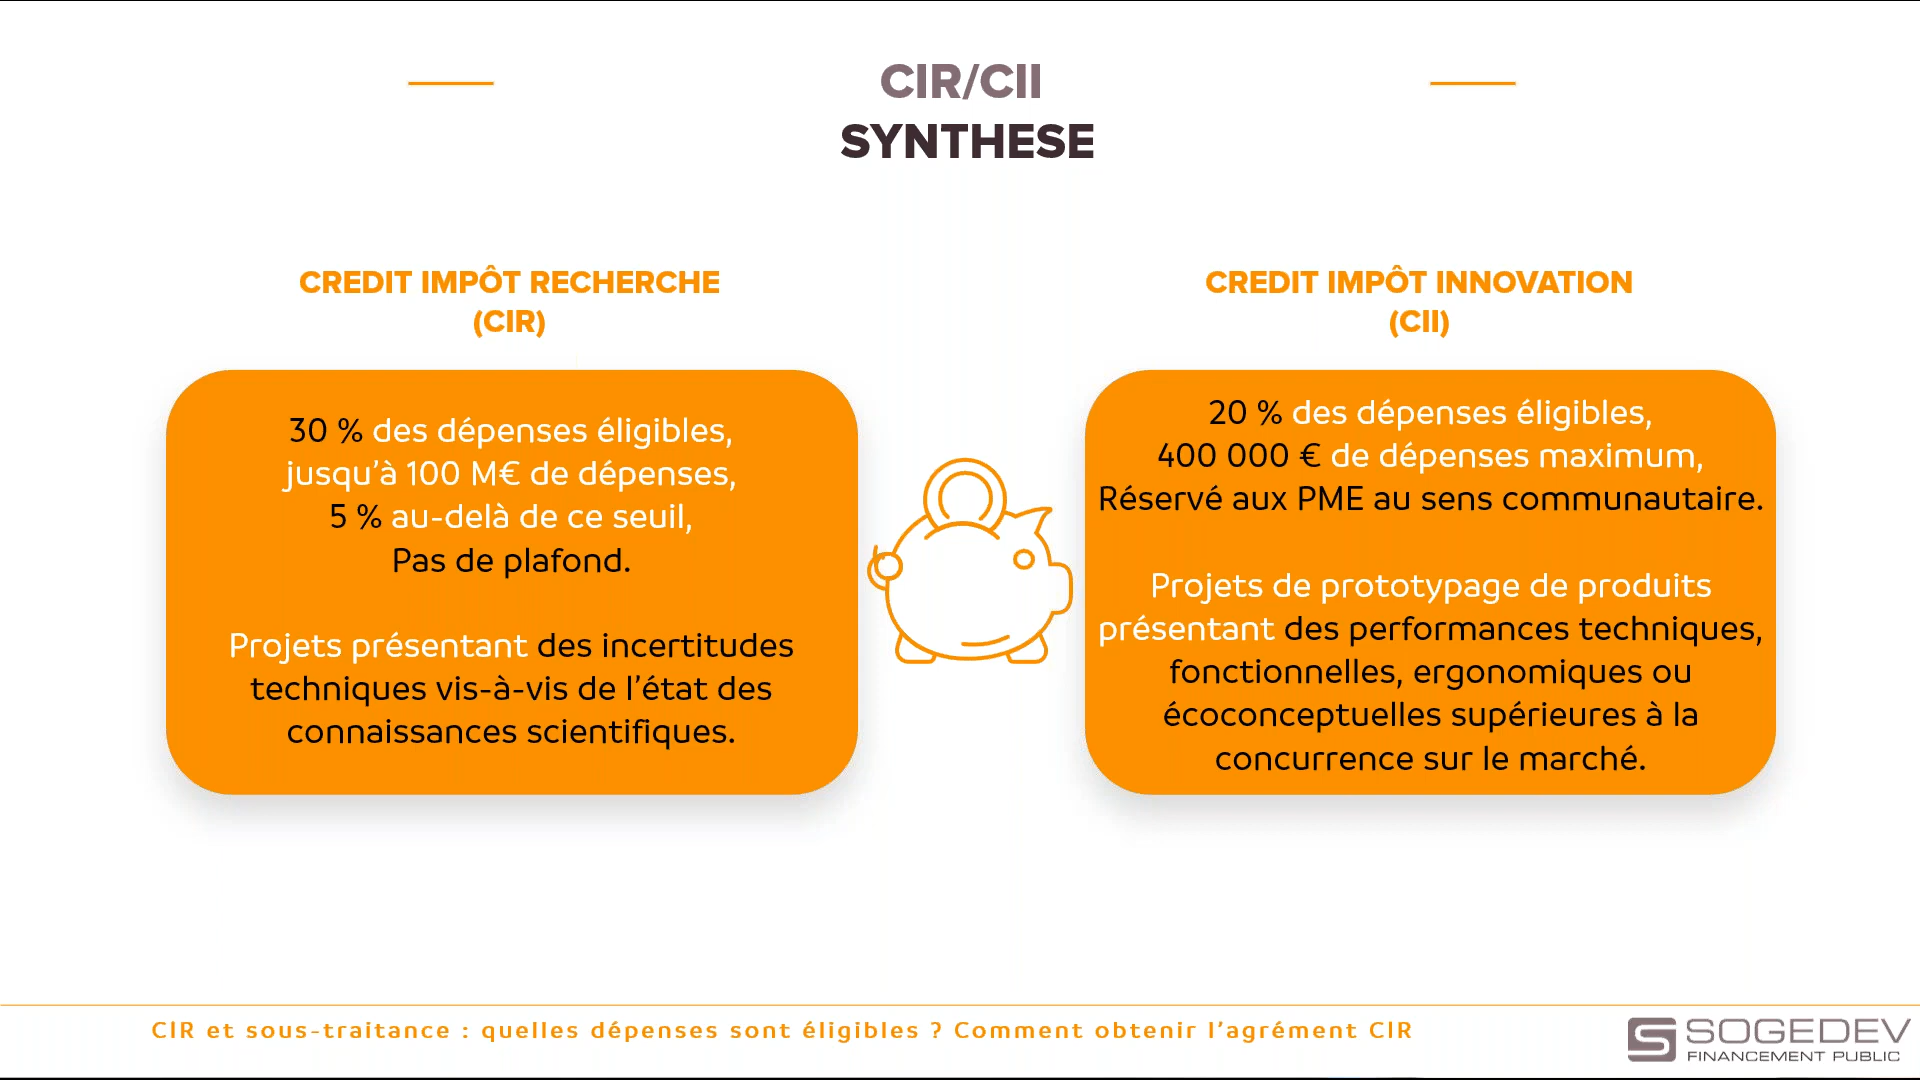 CIR/CII
SYNTHESE
CREDIT IMPÔT RECHERCHE
(CIR)
30 % des dépenses éligibles,
jusqu’à 100 M€ de dépenses,
5 % au-delà de ce seuil,
Pas de plafond.
Projets présentant des incertitudes
techniques vis-à-vis de l’état des
connaissances scientifiques.
CREDIT IMPÔT INNOVATION
(CII)
20 % des dépenses éligibles,
400 000 € de dépenses maximum,
Réservé aux PME au sens communautaire.
Projets de prototypage de produits
présentant des performances techniques,
fonctionnelles, ergonomiques ou
écoconceptuelles supérieures à la
concurrence sur le marché.
CIR et sous-traitance : quelles dépenses sont éligibles ? Comment obtenir l’agrément CIR
SOGEDEV
FINANCEMENT PUBLIC